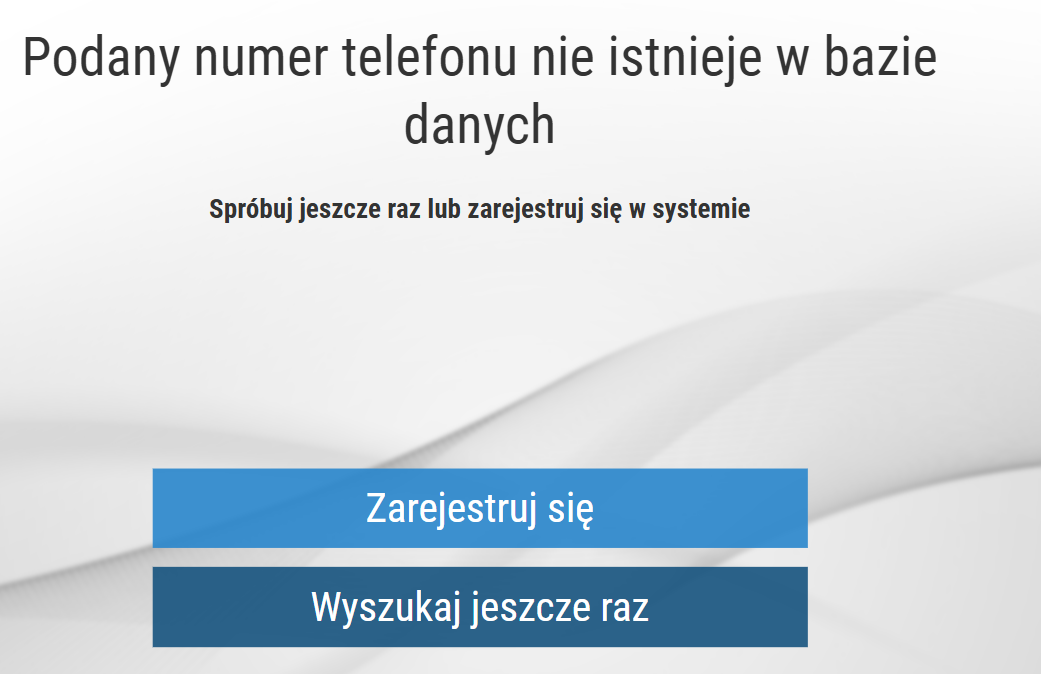 Podany numer telefonu nie istnieje w bazie
danych
Spróbuj jeszcze raz lub zarejestruj się w systemie
Zarejestruj się
Wyszukaj jeszcze raz